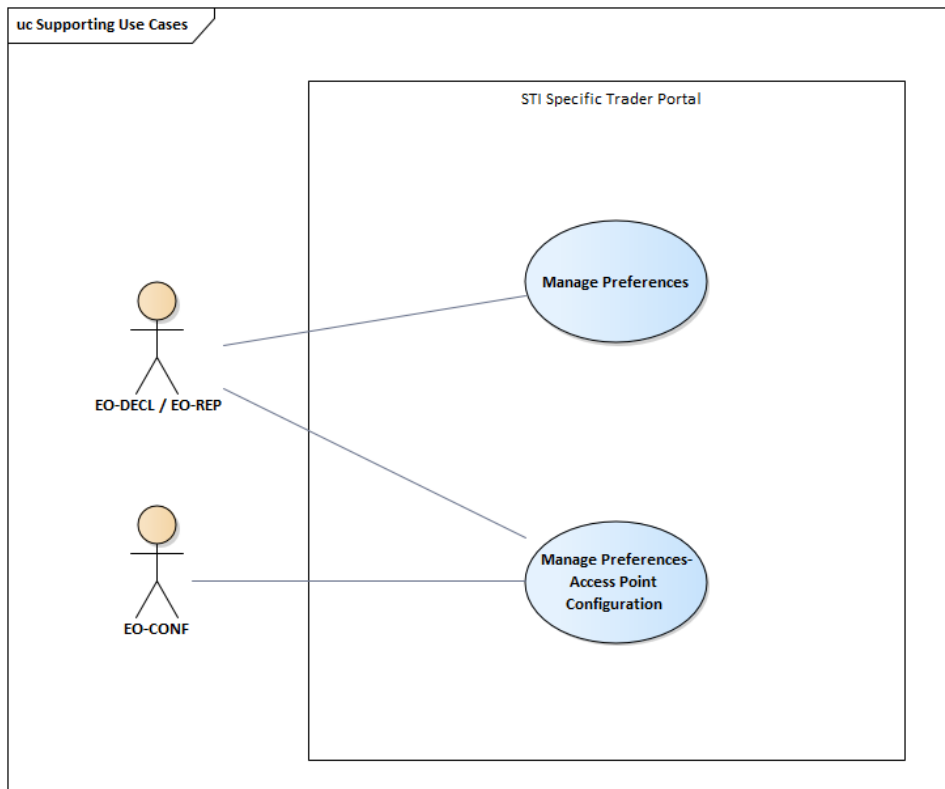 uc Supporting Use Cases
STI Specific Trader Portal
Manage Preferences
EO-DECL / EO-REP
Manage Preferences-
Access Point
Configuration
EO-CONF